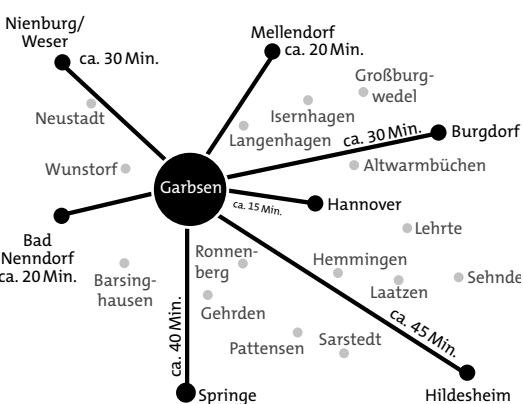 Nienburg/
Weser
ca. 30 Min.
Mellendorf
ca. 20 Min.
Großburg-
wedel
Neustadt
Isernhagen
Langenhagen
ca. 30 Min.
Burgdorf
Wunstorf
Altwarmbüchen
Garbsen
ca. 15 Min.
Hannover
Bad
Nenndorf
ca. 20 Min.
Lehrte
Barsing-
hausen
Ronnen-
berg
Hemmingen
Laatzen
Sehnde
Gehrden
ca. 40 Min.
ca. 45 Min.
Pattensen
Sarstedt
Springe
Hildesheim